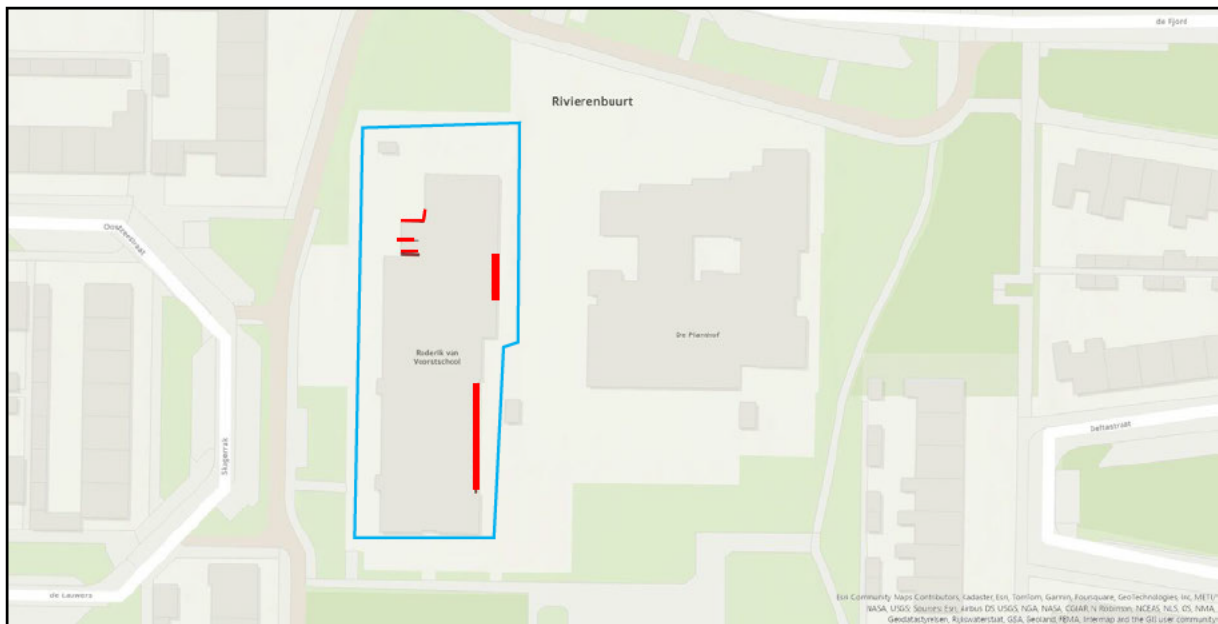 de Fjord
Rivierenbuurt
Oostzeestraat
Roderik van
Voorstschool
De Planthof
Deltastraat
Skagerrak
de Lauwers
Esri Community Maps Contributors, Kadaster, Esri, TomTom, Garmin, Foursquare, GeoTechnologies, Inc, METI/
NASA, USGS; Sources: Esri, Airbus DS, USGS, NGA, NASA, CGIAR, N Robinson, NCEAS, NLS, OS, NMA,
Geodatastyrelsen, Rijkswaterstaat, GSA, Geoland, FEMA, Intermap and the GIS user community